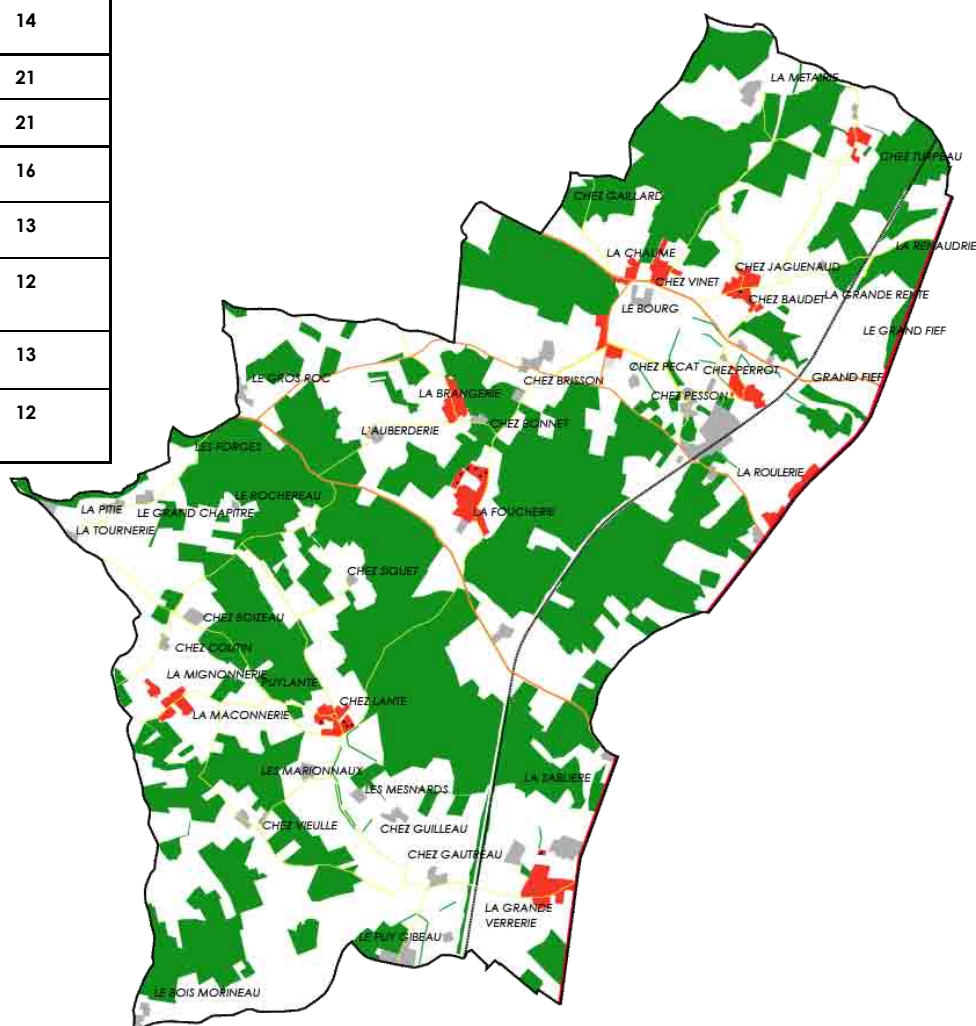 14
21
21
16
13
12
13
12
LA METAIRIE
CHEZ TURPEAU
CHEZ GAILLARD
LA RENAUDRIE
LA CHAUME
CHEZ JAGUENAUD
CHEZ VINET
CHEZ BAUDET
LA GRANDE RENTE
LE BOURG
LE GRAND FIEF
CHEZ PECAT
CHEZ PERROT
LE GROS ROC
CHEZ BRISSON
GRAND FIEF
LA BRANGERIE
CHEZ PESSON
CHEZ BONNET
L'AUBERDERIE
LES FORGES
LA ROULERIE
LE ROCHEREAU
LA PITIE
LE GRAND CHAPITRE
LA FOUCHERIE
LA TOURNERIE
CHEZ SIQUET
CHEZ BOIZEAU
CHEZ COUTIN
LA MIGNONNERIE
PUYLANTE
CHEZ LANTE
LA MACONNERIE
LES MARIONNAUX
LA SABLIERE
LES MESNARDS
CHEZ VIEULLE
CHEZ GUILLEAU
CHEZ GAUTREAU
LA GRANDE
VERRERIE
LE PUY GIBEAU
LE BOIS MORINEAU